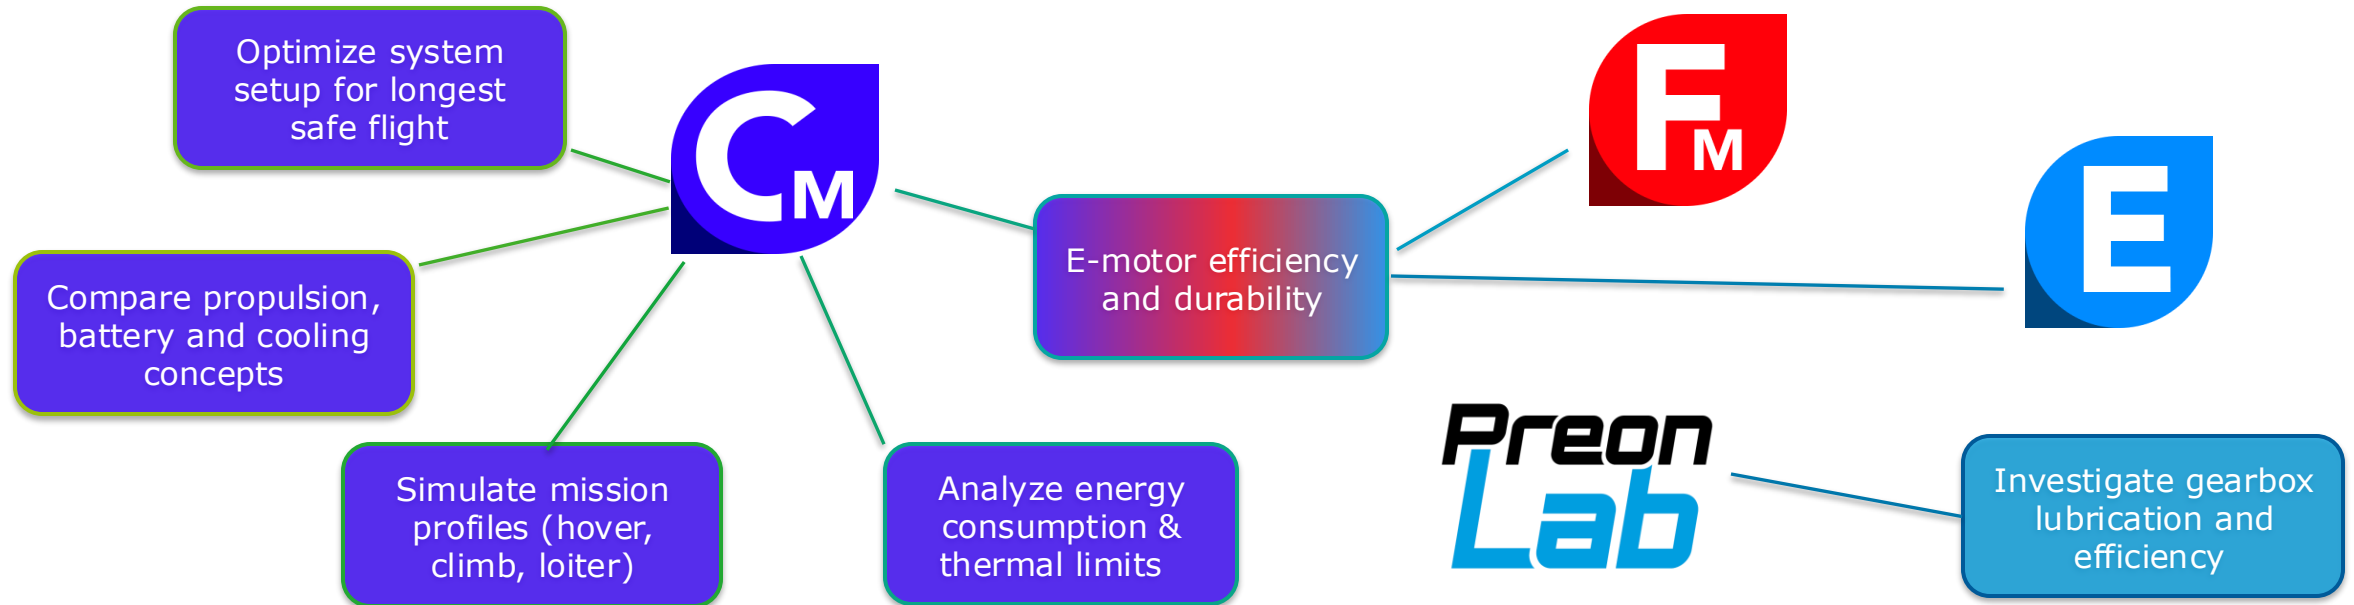 Optimize system
setup for longest
safe flight
CM
FM
E
E-motor efficiency
and durability
Compare propulsion,
battery and cooling
concepts
Simulate mission
profiles (hover,
climb, loiter)
Analyze energy
consumption &
thermal limits
Preon
Lab
Investigate gearbox
lubrication and
efficiency